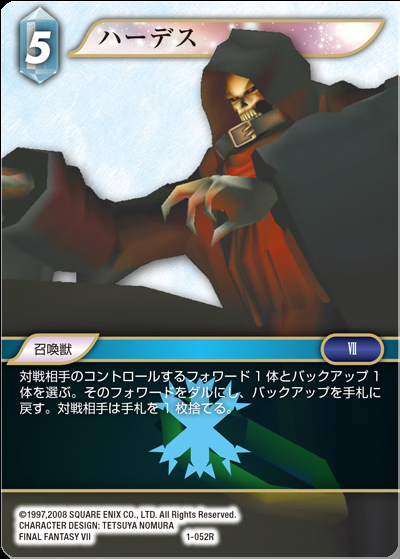 5
ハーデス
召喚獣
VII
対戦相手のコントロールするフォワード1体とバックアップ1
体を選ぶ。そのフォワードをダルにし、バックアップを手札に
戻す。対戦相手は手札を1枚捨てる。
©1997,2008 SQUARE ENIX CO., LTD. All Rights Reserved.
CHARACTER DESIGN: TETSUYA NOMURA
FINAL FANTASY VII
1-052R